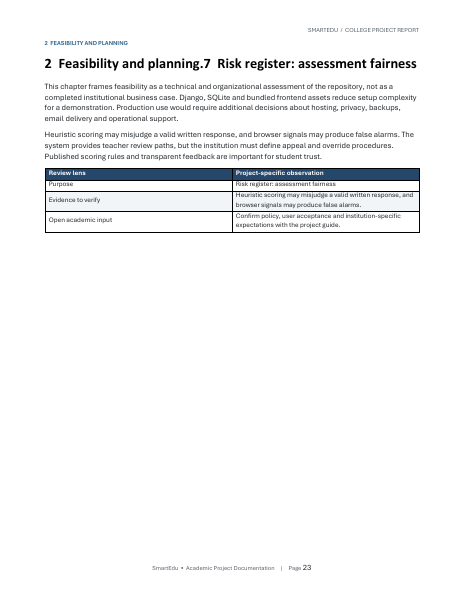 SMARTEDU / COLLEGE PROJECT REPORT
2 FEASIBILITY AND PLANNING
2 Feasibility and planning.7 Risk register: assessment fairness
This chapter frames feasibility as a technical and organizational assessment of the repository, not as a
completed institutional business case. Django, SQLite and bundled frontend assets reduce setup complexity
for a demonstration. Production use would require additional decisions about hosting, privacy, backups,
email delivery and operational support.
Heuristic scoring may misjudge a valid written response, and browser signals may produce false alarms. The
system provides teacher review paths, but the institution must define appeal and override procedures.
Published scoring rules and transparent feedback are important for student trust.
Review lens Project-specific observation
Purpose Risk register: assessment fairness
Evidence to verify Heuristic scoring may misjudge a valid written response, and
browser signals may produce false alarms.
Open academic input Confirm policy, user acceptance and institution-specific
expectations with the project guide.
SmartEdu • Academic Project Documentation | Page 23